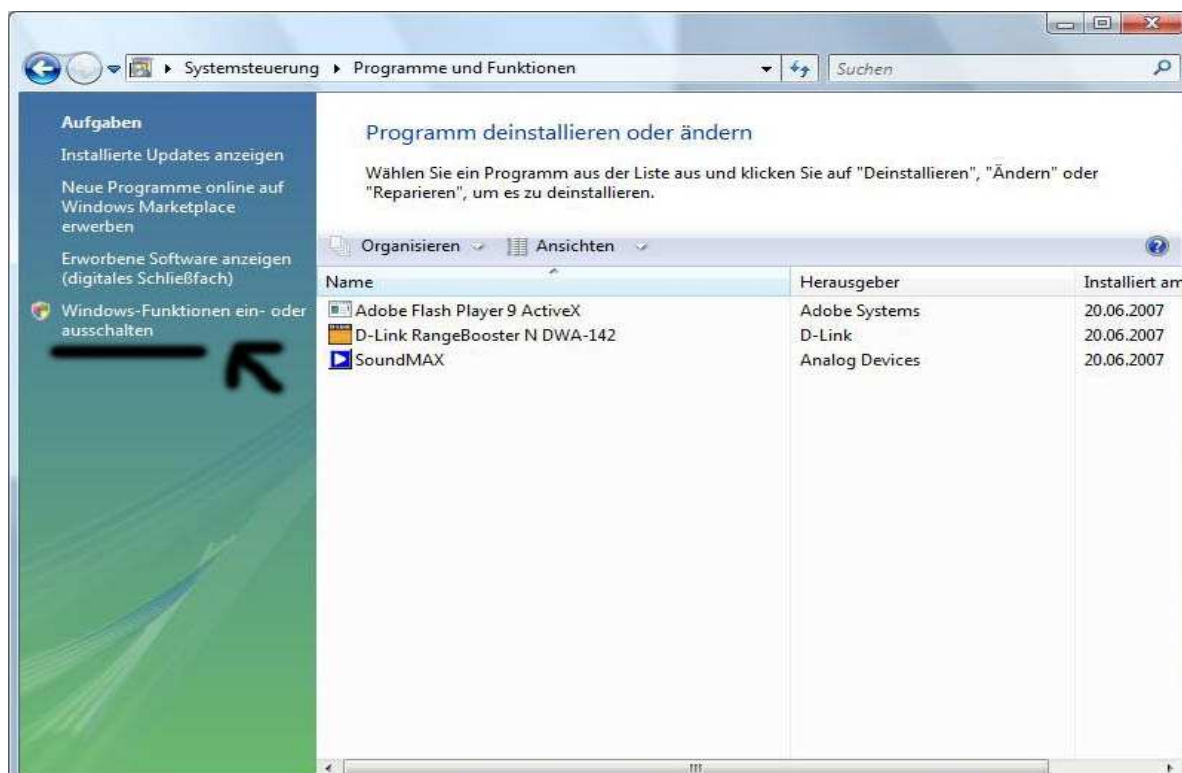 Systemsteuerung
Programme und Funktionen
Suchen
Aufgaben
Installierte Updates anzeigen
Neue Programme online auf
Windows Marketplace
erwerben
Erworbene Software anzeigen
(digitales Schließfach)
Windows-Funktionen ein- oder
ausschalten
Programm deinstallieren oder ändern
Wählen Sie ein Programm aus der Liste aus und klicken Sie auf "Deinstallieren", "Ändern" oder
"Reparieren", um es zu deinstallieren.
Organisieren Ansichten
Name Herausgeber Installiert am
Adobe Flash Player 9 ActiveX Adobe Systems 20.06.2007
D-Link RangeBooster N DWA-142 D-Link 20.06.2007
SoundMAX Analog Devices 20.06.2007